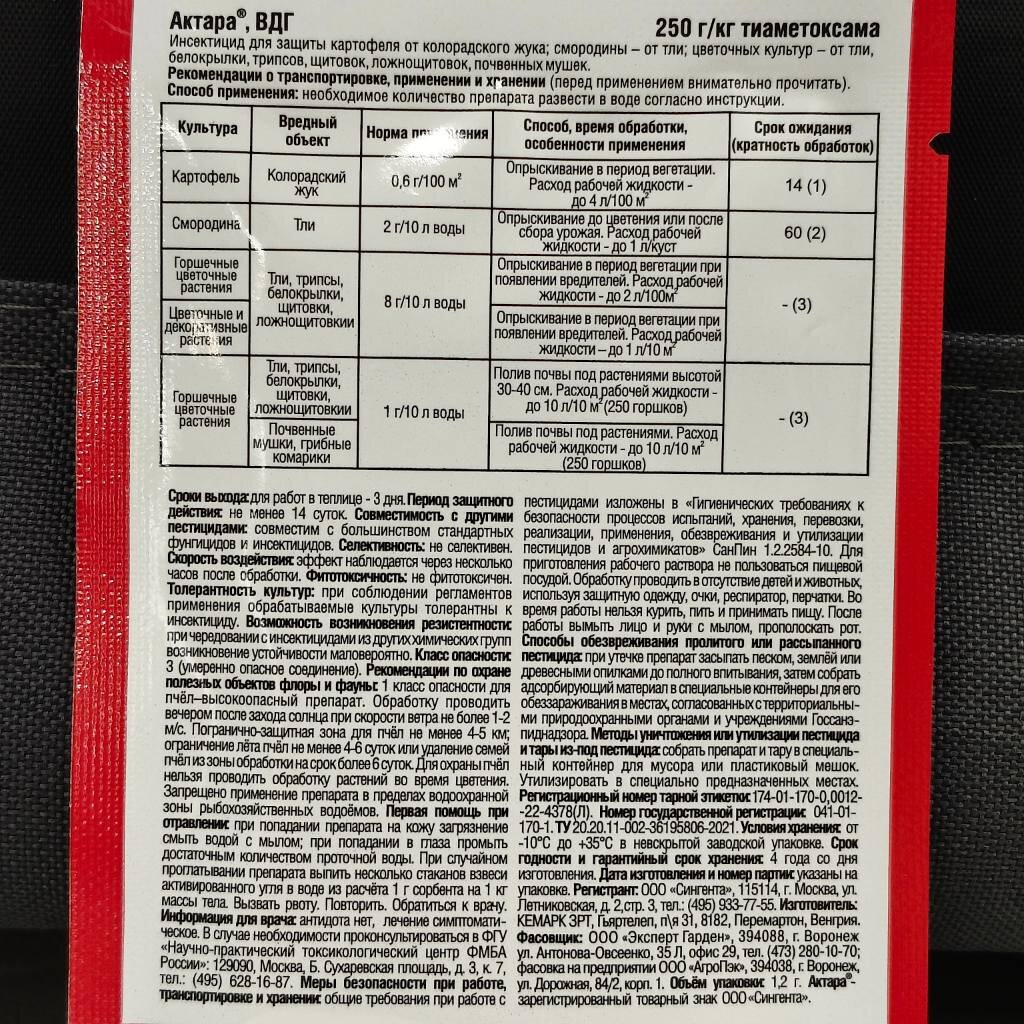 Актара®, ВДГ
250 г/кг тиаметоксама
Инсектицид для защиты картофеля от колорадского жука; смородины – от тли; цветочных культур – от тли,
белокрылки, трипсов, щитовок, ложнощитовок, почвенных мушек.
Рекомендации о транспортировке, применении и хранении (перед применением внимательно прочитать).
Способ применения: необходимое количество препарата развести в воде согласно инструкции.
Культура
Вредный
объект
Норма применения
Способ, время обработки,
особенности применения
Срок ожидания
(кратность обработок)
Картофель
Колорадский
жук
0,6 г/100 м²
Опрыскивание в период вегетации.
Расход рабочей жидкости -
до 4 л/100 м²
14 (1)
Смородина
Тли
2 г/10 л воды
Опрыскивание до цветения или после
сбора урожая. Расход рабочей
жидкости - до 1 л/куст
60 (2)
Горшечные
цветочные
растения
Цветочные и
декоративные
растения
Тли, трипсы,
белокрылки,
щитовки,
ложнощитовкии
8 г/10 л воды
Опрыскивание в период вегетации при
появлении вредителей. Расход рабочей
жидкости - до 2 л/100м²
Опрыскивание в период вегетации при
появлении вредителей. Расход рабочей
жидкости – до 1 л/10 м²
- (3)
Горшечные
цветочные
растения
Тли, трипсы,
белокрылки,
щитовки,
ложнощитовкии
Почвенные
мушки, грибные
комарики
1 г/10 л воды
Полив почвы под растениями высотой
30-40 см. Расход рабочей жидкости -
до 10 л/10 м²(250 горшков)
Полив почвы под растениями. Расход
рабочей жидкости - до 10 л/10 м²
(250 горшков)
- (3)
Сроки выхода: для работ в теплице - 3 дня. Период защитного
действия: не менее 14 суток. Совместимость с другими
пестицидами: совместим с большинством стандартных
фунгицидов и инсектицидов. Селективность: не селективен.
Скорость воздействия: эффект наблюдается через несколько
часов после обработки. Фитотоксичность: не фитотоксичен.
Толерантность культур: при соблюдении регламентов
применения обрабатываемые культуры толерантны к
инсектициду. Возможность возникновения резистентности:
при чередовании с инсектицидами из других химических групп
возникновение устойчивости маловероятно. Класс опасности:
3 (умеренно опасное соединение). Рекомендации по охране
полезных объектов флоры и фауны: 1 класс опасности для
пчёл–высокоопасный препарат. Обработку проводить
вечером после захода солнца при скорости ветра не более 1-2
м/с. Погранично-защитная зона для пчёл не менее 4-5 км;
ограничение лёта пчёл не менее 4-6 суток или удаление семей
пчёл из зоны обработки на срок более 6 суток. Для охраны пчёл
нельзя проводить обработку растений во время цветения.
Запрещено применение препарата в пределах водоохранной
зоны рыбохозяйственных водоёмов. Первая помощь при
отравлении: при попадании препарата на кожу загрязнение
смыть водой с мылом; при попадании в глаза промыть
достаточным количеством проточной воды. При случайном
проглатывании препарата выпить несколько стаканов взвеси
активированного угля в воде из расчёта 1 г сорбента на 1 кг
массы тела. Вызвать рвоту. Повторить. Обратиться к врачу.
Информация для врача: антидота нет, лечение симптомати-
ческое. В случае необходимости проконсультироваться в ФГУ
«Научно-практический токсикологический центр ФМБА
России»: 129090, Москва, Б. Сухаревская площадь, д. 3, к. 7,
тел.: (495) 628-16-87. Меры безопасности при работе,
транспортировке и хранении: общие требования при работе с
пестицидами изложены в «Гигиенических требованиях к
безопасности процессов испытаний, хранения, перевозки,
реализации, применения, обезвреживания и утилизации
пестицидов и агрохимикатов» СанПин 1.2.2584-10. Для
приготовления рабочего раствора не пользоваться пищевой
посудой. Обработку проводить в отсутствие детей и животных,
используя защитную одежду, очки, респиратор, перчатки. Во
время работы нельзя курить, пить и принимать пищу. После
работы вымыть лицо и руки с мылом, прополоскать рот.
Способы обезвреживания пролитого или рассыпанного
пестицида: при утечке препарат засыпать песком, землёй или
древесными опилками до полного впитывания, затем собрать
адсорбирующий материал в специальные контейнеры для его
обеззараживания в местах, согласованных с территориальны-
ми природоохранными органами и учреждениями Госсанэ-
пиднадзора. Методы уничтожения или утилизации пестицида
и тары из-под пестицида: собрать препарат и тару в специаль-
ный контейнер для мусора или пластиковый мешок.
Утилизировать в специально предназначенных местах.
Регистрационный номер тарной этикетки: 174-01-170-0,0012-
-22-4378(Л). Номер государственной регистрации: 041-01-
170-1. ТУ 20.20.11-002-36195806-2021. Условия хранения: от
-10°С до +35°С в невскрытой заводской упаковке. Срок
годности и гарантийный срок хранения: 4 года со дня
изготовления. Дата изготовления и номер партии: указаны на
упаковке. Регистрант: ООО «Сингента», 115114, г. Москва, ул.
Летниковская, д. 2,стр. 3, тел.: (495) 933-77-55. Изготовитель:
КЕМАРК ЗРТ, Гьяртелеп, п\я 31, 8182, Перемартон, Венгрия.
Фасовщик: ООО «Эксперт Гарден», 394088, г. Воронеж
ул. Антонова-Овсеенко, 35 Л, офис 29, тел. (473) 280-10-70;
фасовка на предприятии ООО «АгроПэк», 394038, г. Воронеж,
ул. Дорожная, 84/2, корп. 1. Объём упаковки: 1,2 г. Актара®-
зарегистрированный товарный знак ООО «Сингента».